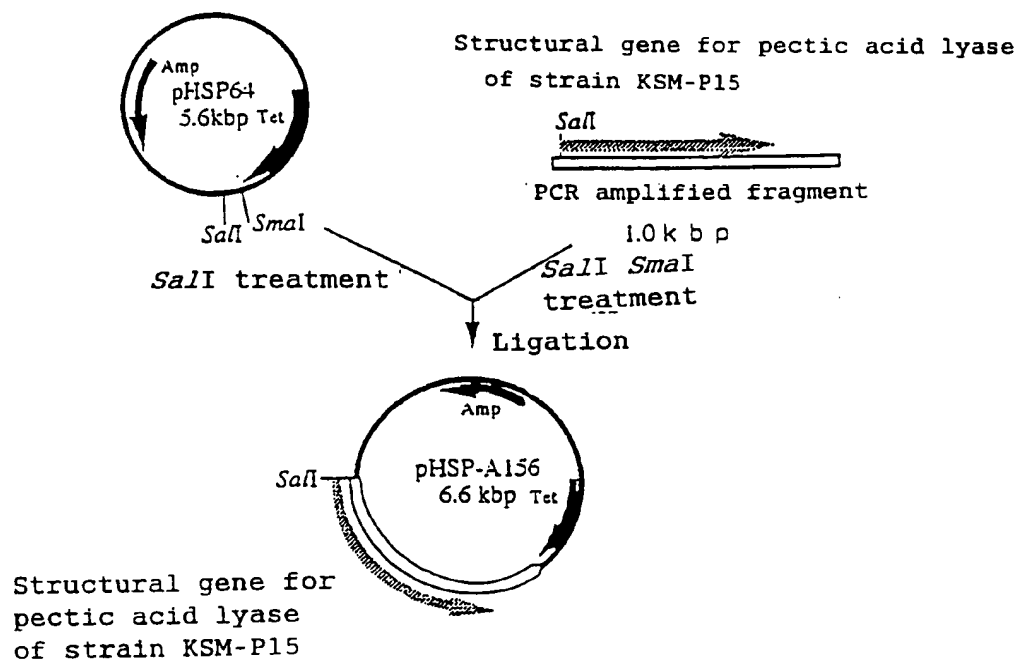 Amp
pHSP64
5.6kbp Tet
SalI SmaI
SalI treatment
Structural gene for pectic acid lyase
of strain KSM-P15
SalI
PCR amplified fragment
1.0 k b p
SalI SmaI
treatment
Ligation
Amp
pHSP-A156
6.6 kbp Tet
SalI
Structural gene for
pectic acid lyase
of strain KSM-P15